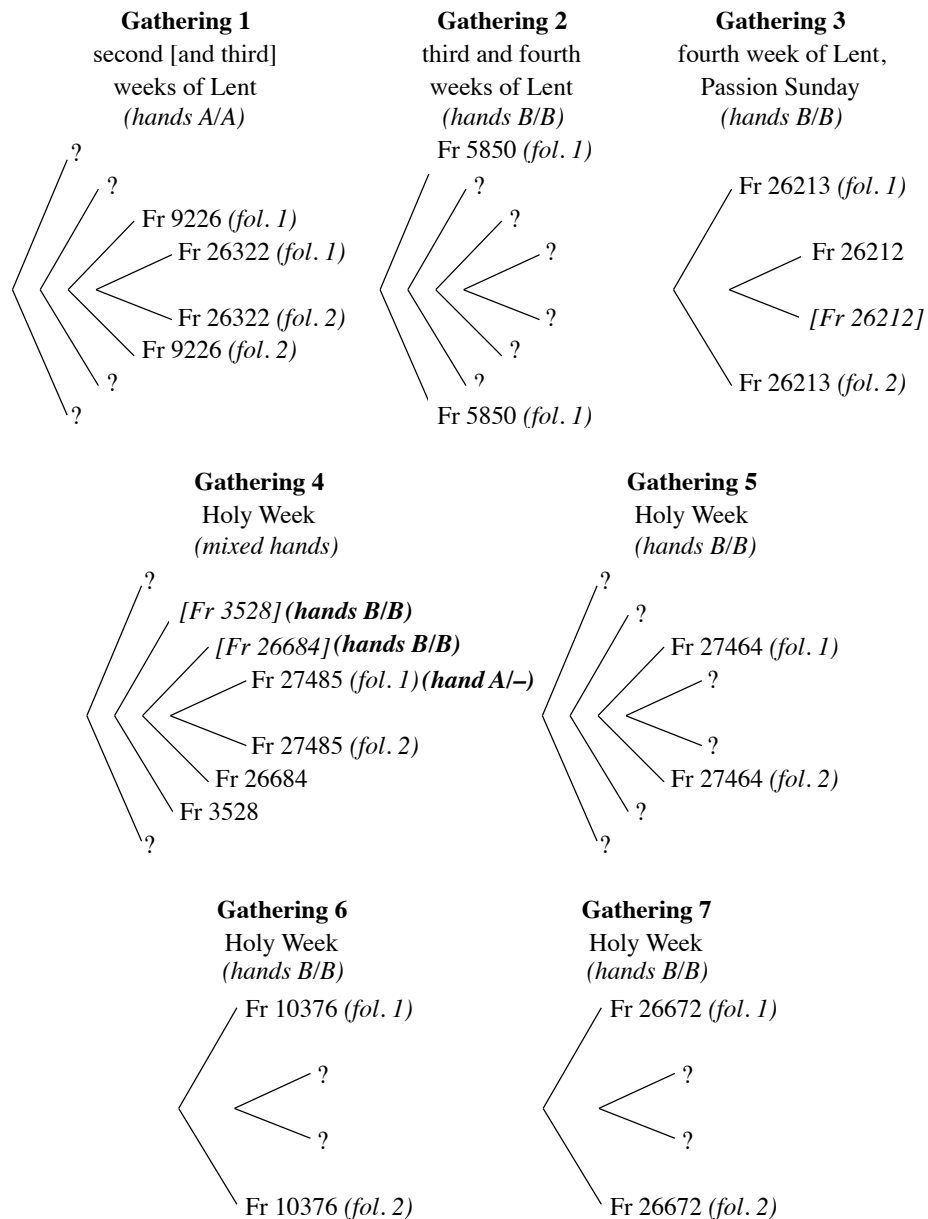 Gathering 1
second [and third]
weeks of Lent
(hands A/A)
?
?
Fr 9226 (fol. 1)
Fr 26322 (fol. 1)
Fr 26322 (fol. 2)
Fr 9226 (fol. 2)
?
?
Gathering 2
third and fourth
weeks of Lent
(hands B/B)
Fr 5850 (fol. 1)
?
?
?
?
?
?
Fr 5850 (fol. 1)
Gathering 3
fourth week of Lent,
Passion Sunday
(hands B/B)
Fr 26213 (fol. 1)
Fr 26212
[Fr 26212]
Fr 26213 (fol. 2)
Gathering 4
Holy Week
(mixed hands)
?
[Fr 3528] (hands B/B)
[Fr 26684] (hands B/B)
Fr 27485 (fol. 1) (hand A/–)
Fr 27485 (fol. 2)
Fr 26684
Fr 3528
?
Gathering 5
Holy Week
(hands B/B)
?
?
Fr 27464 (fol. 1)
?
?
Fr 27464 (fol. 2)
?
?
Gathering 6
Holy Week
(hands B/B)
Fr 10376 (fol. 1)
?
?
Fr 10376 (fol. 2)
Gathering 7
Holy Week
(hands B/B)
Fr 26672 (fol. 1)
?
?
Fr 26672 (fol. 2)